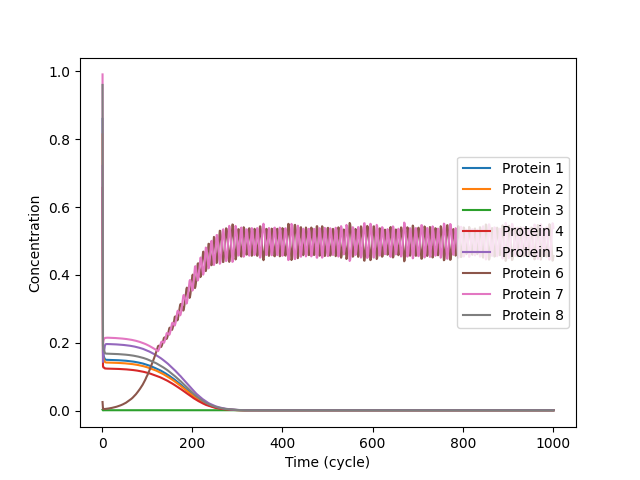 1.0
0.8
0.6
0.4
0.2
0.0
Concentration
0
200
400
600
800
1000
Time (cycle)
Protein 1
Protein 2
Protein 3
Protein 4
Protein 5
Protein 6
Protein 7
Protein 8